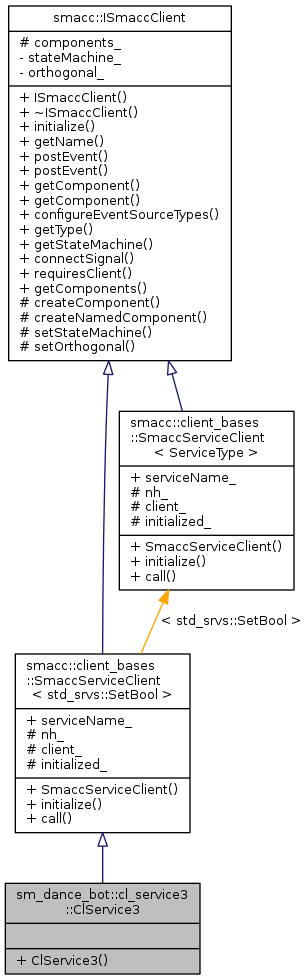 smacc::ISmaccClient
# components_
- stateMachine_
- orthogonal_
+ ISmaccClient()
+ ~ISmaccClient()
+ initialize()
+ getName()
+ postEvent()
+ postEvent()
+ getComponent()
+ getComponent()
+ configureEventSourceTypes()
+ getType()
+ getStateMachine()
+ connectSignal()
+ requiresClient()
+ getComponents()
# createComponent()
# createNamedComponent()
# setStateMachine()
# setOrthogonal()
smacc::client_bases
::SmaccServiceClient
< ServiceType >
+ serviceName_
# nh_
# client_
# initialized_
+ SmaccServiceClient()
+ initialize()
+ call()
< std_srvs::SetBool >
smacc::client_bases
::SmaccServiceClient
< std_srvs::SetBool >
+ serviceName_
# nh_
# client_
# initialized_
+ SmaccServiceClient()
+ initialize()
+ call()
sm_dance_bot::cl_service3
::ClService3
+ ClService3()